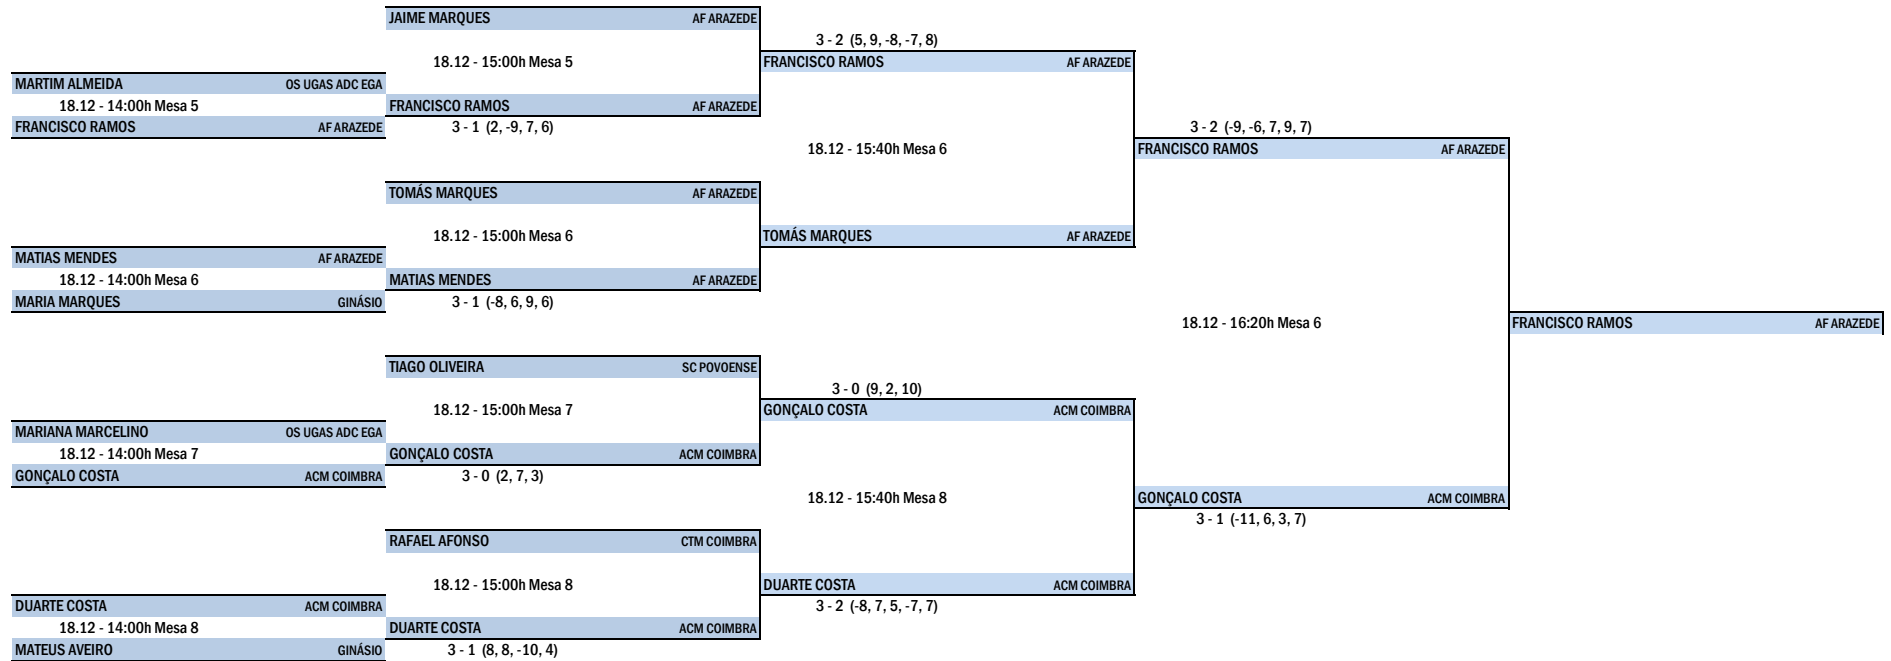 JAIME MARQUES AF ARAZEDE
3 - 2 (5, 9, -8, -7, 8)
18.12 - 15:00h Mesa 5
FRANCISCO RAMOS AF ARAZEDE
MARTIM ALMEIDA OS UGAS ADC EGA
18.12 - 14:00h Mesa 5
FRANCISCO RAMOS AF ARAZEDE
FRANCISCO RAMOS AF ARAZEDE
3 - 1 (2, -9, 7, 6)
3 - 2 (-9, -6, 7, 9, 7)
18.12 - 15:40h Mesa 6
FRANCISCO RAMOS AF ARAZEDE
TOMÁS MARQUES AF ARAZEDE
18.12 - 15:00h Mesa 6
TOMÁS MARQUES AF ARAZEDE
MATIAS MENDES AF ARAZEDE
18.12 - 14:00h Mesa 6
MATIAS MENDES AF ARAZEDE
MARIA MARQUES GINÁSIO
3 - 1 (-8, 6, 9, 6)
18.12 - 16:20h Mesa 6
FRANCISCO RAMOS AF ARAZEDE
TIAGO OLIVEIRA SC POVOENSE
3 - 0 (9, 2, 10)
18.12 - 15:00h Mesa 7
GONÇALO COSTA ACM COIMBRA
MARIANA MARCELINO OS UGAS ADC EGA
18.12 - 14:00h Mesa 7
GONÇALO COSTA ACM COIMBRA
GONÇALO COSTA ACM COIMBRA
3 - 0 (2, 7, 3)
18.12 - 15:40h Mesa 8
GONÇALO COSTA ACM COIMBRA
3 - 1 (-11, 6, 3, 7)
RAFAEL AFONSO CTM COIMBRA
18.12 - 15:00h Mesa 8
DUARTE COSTA ACM COIMBRA
3 - 2 (-8, 7, 5, -7, 7)
DUARTE COSTA ACM COIMBRA
18.12 - 14:00h Mesa 8
DUARTE COSTA ACM COIMBRA
MATEUS AVEIRO GINÁSIO
3 - 1 (8, 8, -10, 4)